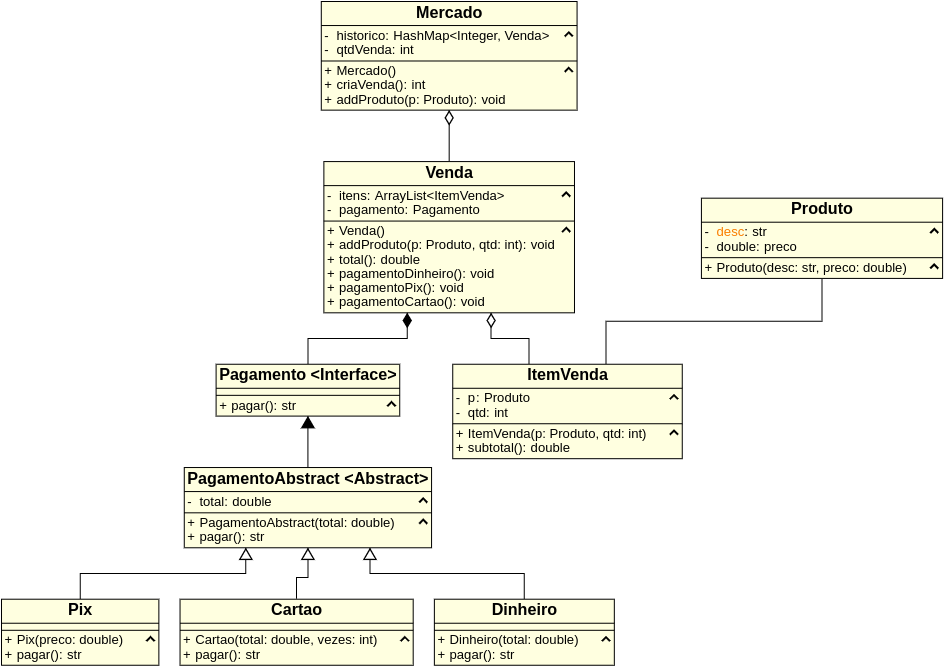 Mercado
- historico: HashMap<Integer, Venda>
- qtdVenda: int
+ Mercado()
+ criaVenda(): int
+ addProduto(p: Produto): void
Venda
- itens: ArrayList<ItemVenda>
- pagamento: Pagamento
+ Venda()
+ addProduto(p: Produto, qtd: int): void
+ total(): double
+ pagamentoDinheiro(): void
+ pagamentoPix(): void
+ pagamentoCartao(): void
Produto
- desc: str
- double: preco
+ Produto(desc: str, preco: double)
Pagamento <Interface>
+ pagar(): str
ItemVenda
- p: Produto
- qtd: int
+ ItemVenda(p: Produto, qtd: int)
+ subtotal(): double
PagamentoAbstract <Abstract>
- total: double
+ PagamentoAbstract(total: double)
+ pagar(): str
Pix
+ Pix(preco: double)
+ pagar(): str
Cartao
+ Cartao(total: double, vezes: int)
+ pagar(): str
Dinheiro
+ Dinheiro(total: double)
+ pagar(): str